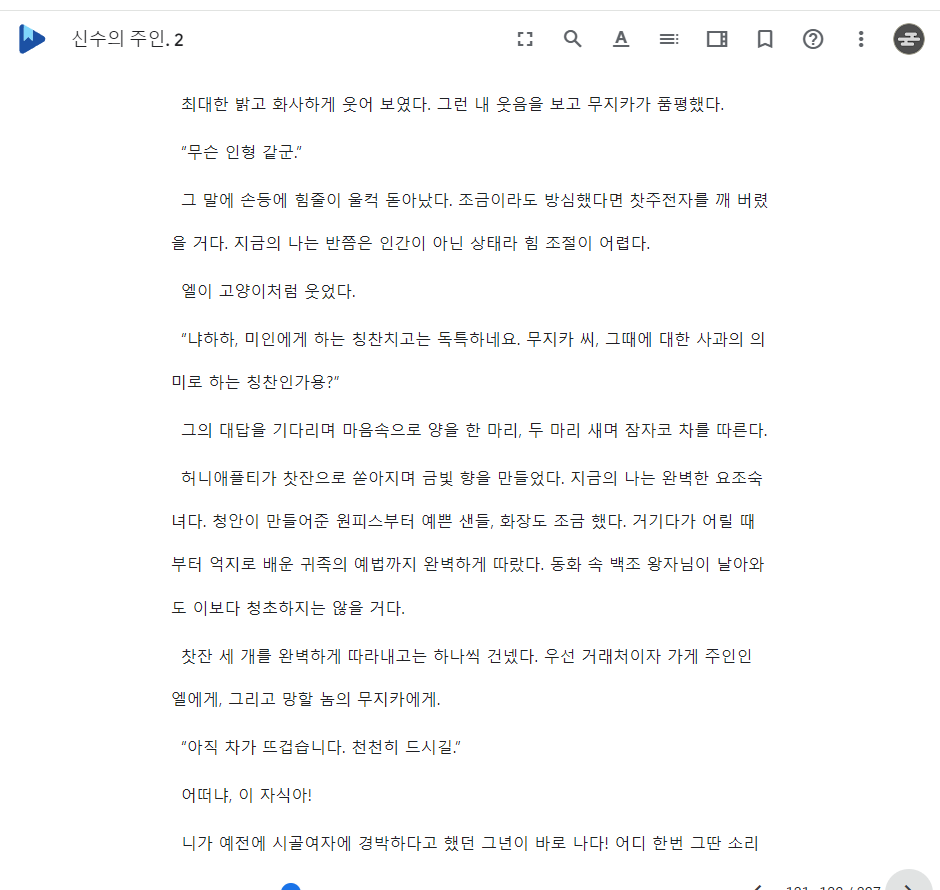 신수의 주인. 2
최대한 밝고 화사하게 웃어 보였다. 그런 내 웃음을 보고 무지카가 품평했다.
“무슨 인형 같군.”
그 말에 손등에 힘줄이 울컥 돋아났다. 조금이라도 방심했다면 찻주전자를 깨 버렸
을 거다. 지금의 나는 반쯤은 인간이 아닌 상태라 힘 조절이 어렵다.
엘이 고양이처럼 웃었다.
“냐하하, 미인에게 하는 칭찬치고는 독특하네요. 무지카 씨, 그때에 대한 사과의 의
미로 하는 칭찬인가용?”
그의 대답을 기다리며 마음속으로 양을 한 마리, 두 마리 새며 잠자코 차를 따른다.
허니애플티가 찻잔으로 쏟아지며 금빛 향을 만들었다. 지금의 나는 완벽한 요조숙
녀다. 청안이 만들어준 원피스부터 예쁜 샌들, 화장도 조금 했다. 거기다가 어릴 때
부터 억지로 배운 귀족의 예법까지 완벽하게 따랐다. 동화 속 백조 왕자님이 날아와
도 이보다 청초하지는 않을 거다.
찻잔 세 개를 완벽하게 따라내고는 하나씩 건넸다. 우선 거래처이자 가게 주인인
엘에게, 그리고 망할 놈의 무지카에게.
“아직 차가 뜨겁습니다. 천천히 드시길.”
어떠냐, 이 자식아!
니가 예전에 시골여자에 경박하다고 했던 그년이 바로 나다! 어디 한번 그딴 소리